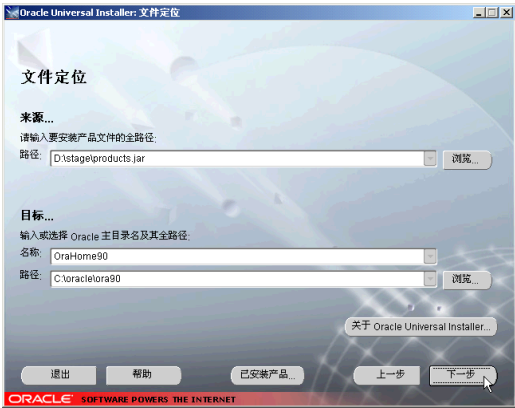 Oracle Universal Installer: 文件定位
文件定位
来源...
请输入要安装产品文件的全路径:
路径: D:\stage\products.jar 浏览...
目标...
输入或选择 Oracle 主目录名及其全路径:
名称: OraHome90
路径: C:\oracle\ora90 浏览...
关于 Oracle Universal Installer...
退出 帮助 已安装产品... 上一步 下一步
ORACLE® SOFTWARE POWERS THE INTERNET